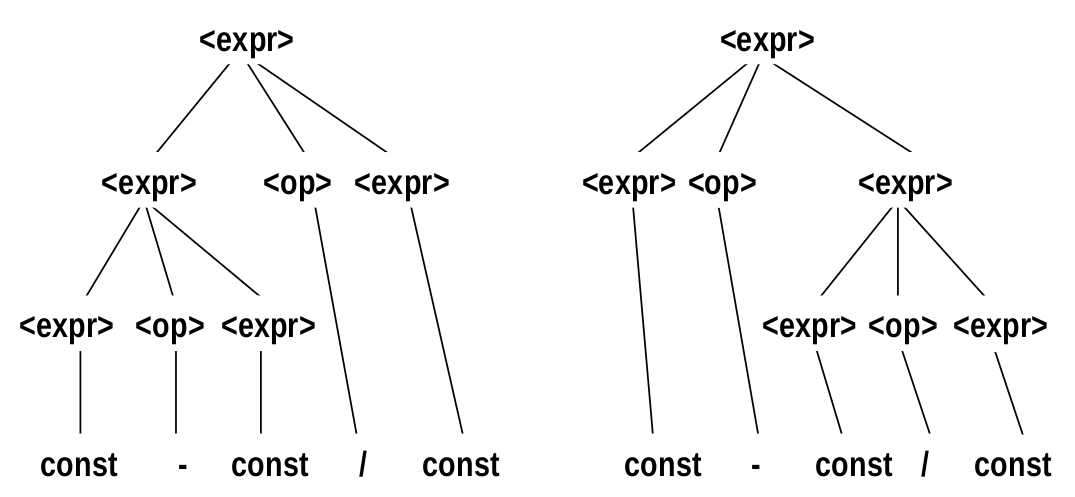 <expr> <expr>
<expr> <op> <expr> <expr> <op> <expr>
<expr> <op> <expr> <expr> <op> <expr>
const - const / const const - const / const